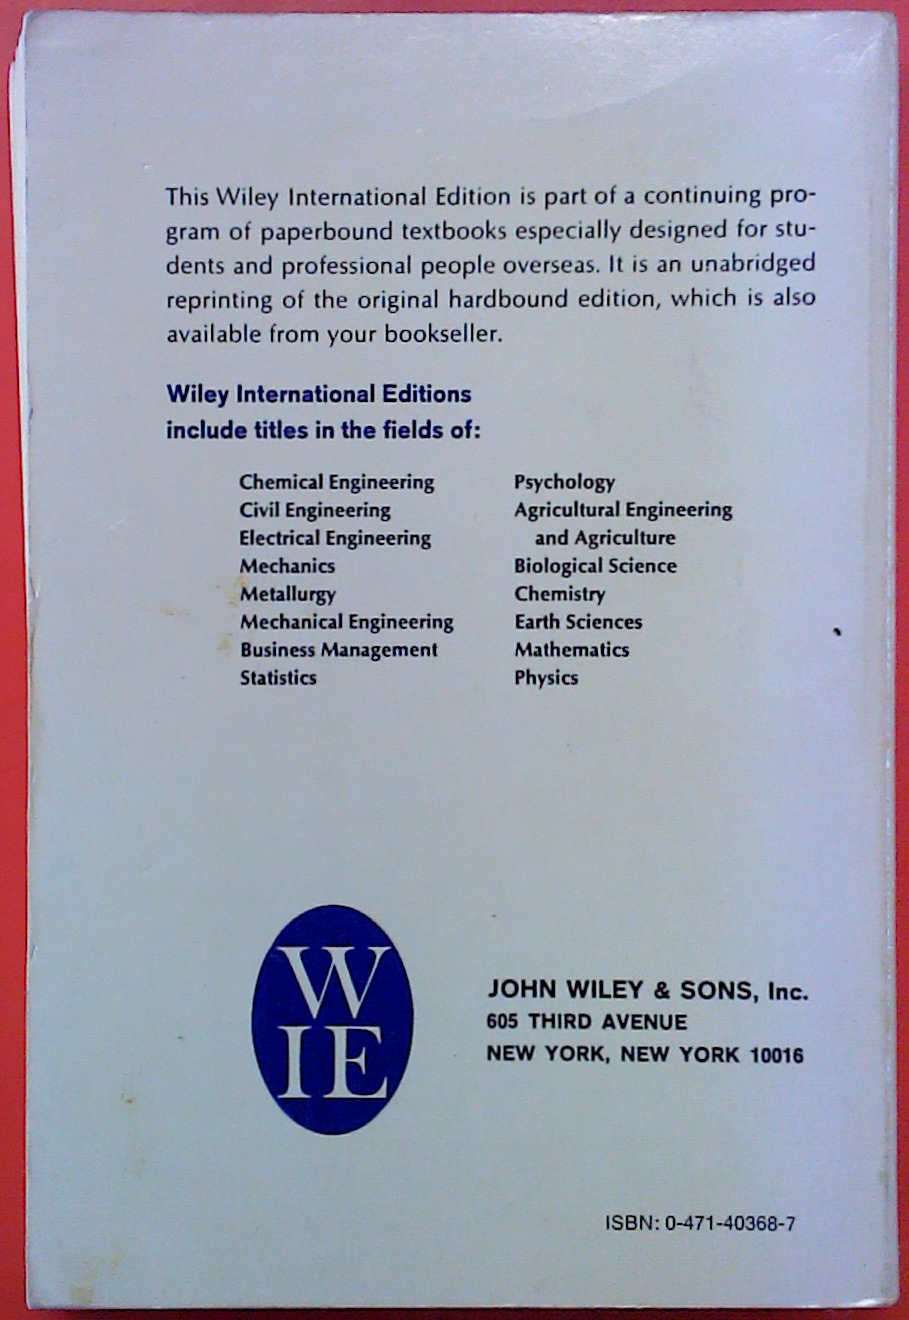 This Wiley International Edition is part of a continuing pro-
gram of paperbound textbooks especially designed for stu-
dents and professional people overseas. It is an unabridged
reprinting of the original hardbound edition, which is also
available from your bookseller.
Wiley International Editions
include titles in the fields of:
Chemical Engineering
Civil Engineering
Electrical Engineering
Mechanics
Metallurgy
Mechanical Engineering
Business Management
Statistics
Psychology
Agricultural Engineering
and Agriculture
Biological Science
Chemistry
Earth Sciences
Mathematics
Physics
W
IE
JOHN WILEY & SONS, Inc.
605 THIRD AVENUE
NEW YORK, NEW YORK 10016
ISBN: 0-471-40368-7